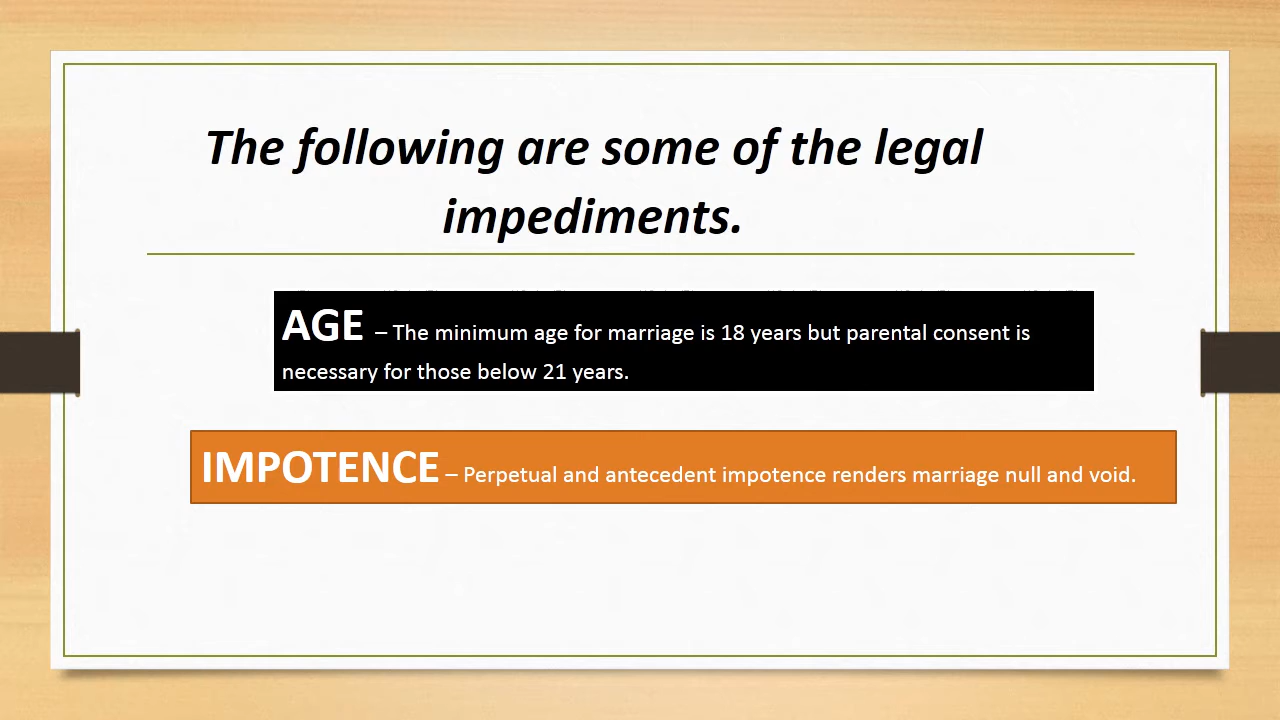 The following are some of the legal
impediments.
AGE – The minimum age for marriage is 18 years but parental consent is
necessary for those below 21 years.
IMPOTENCE – Perpetual and antecedent impotence renders marriage null and void.